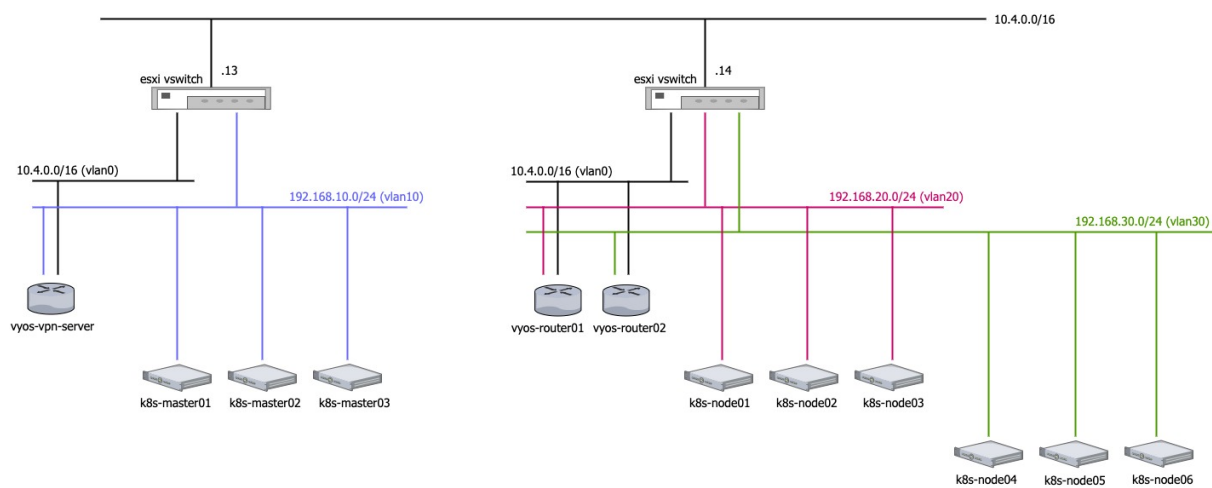 10.4.0.0/16
.13
esxi vswitch
.14
esxi vswitch
10.4.0.0/16 (vlan0)
192.168.10.0/24 (vlan10)
10.4.0.0/16 (vlan0)
192.168.20.0/24 (vlan20)
192.168.30.0/24 (vlan30)
vyos-vpn-server
vyos-router01
vyos-router02
k8s-master01
k8s-master02
k8s-master03
k8s-node01
k8s-node02
k8s-node03
k8s-node04
k8s-node05
k8s-node06